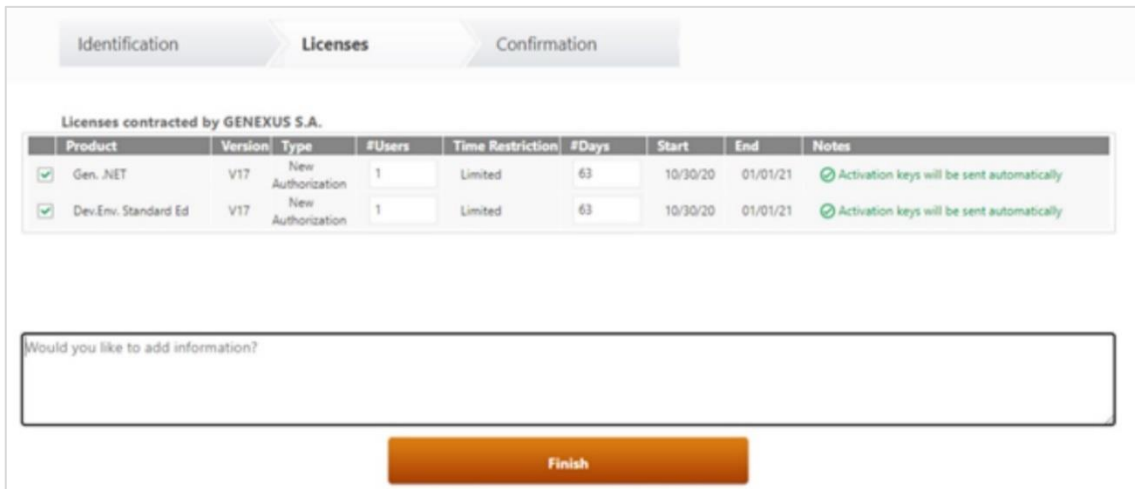 Identification Licenses Confirmation
Licenses contracted by GENEXUS S.A.
Product Version Type #Users Time Restriction #Days Start End Notes
Gen. .NET V17 New Authorization 1 Limited 63 10/30/20 01/01/21 Activation keys will be sent automatically
Dev.Env. Standard Ed V17 New Authorization 1 Limited 63 10/30/20 01/01/21 Activation keys will be sent automatically
Would you like to add information?
Finish